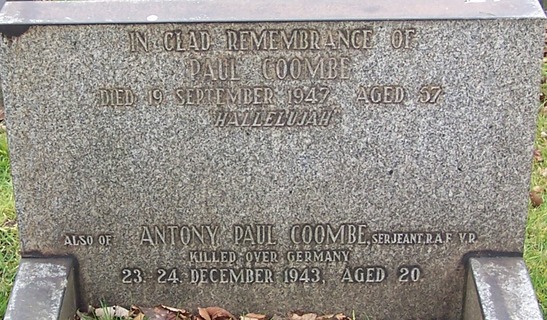 IN GLAD REMEMBRANCE OF
PAUL COOMBE
DIED 19 SEPTEMBER 1947 AGED 57
"HALLELUJAH"
ALSO OF ANTONY PAUL COOMBE, SERJEANT, R.A.F. V.R.
KILLED OVER GERMANY
23. 24. DECEMBER 1943, AGED 20